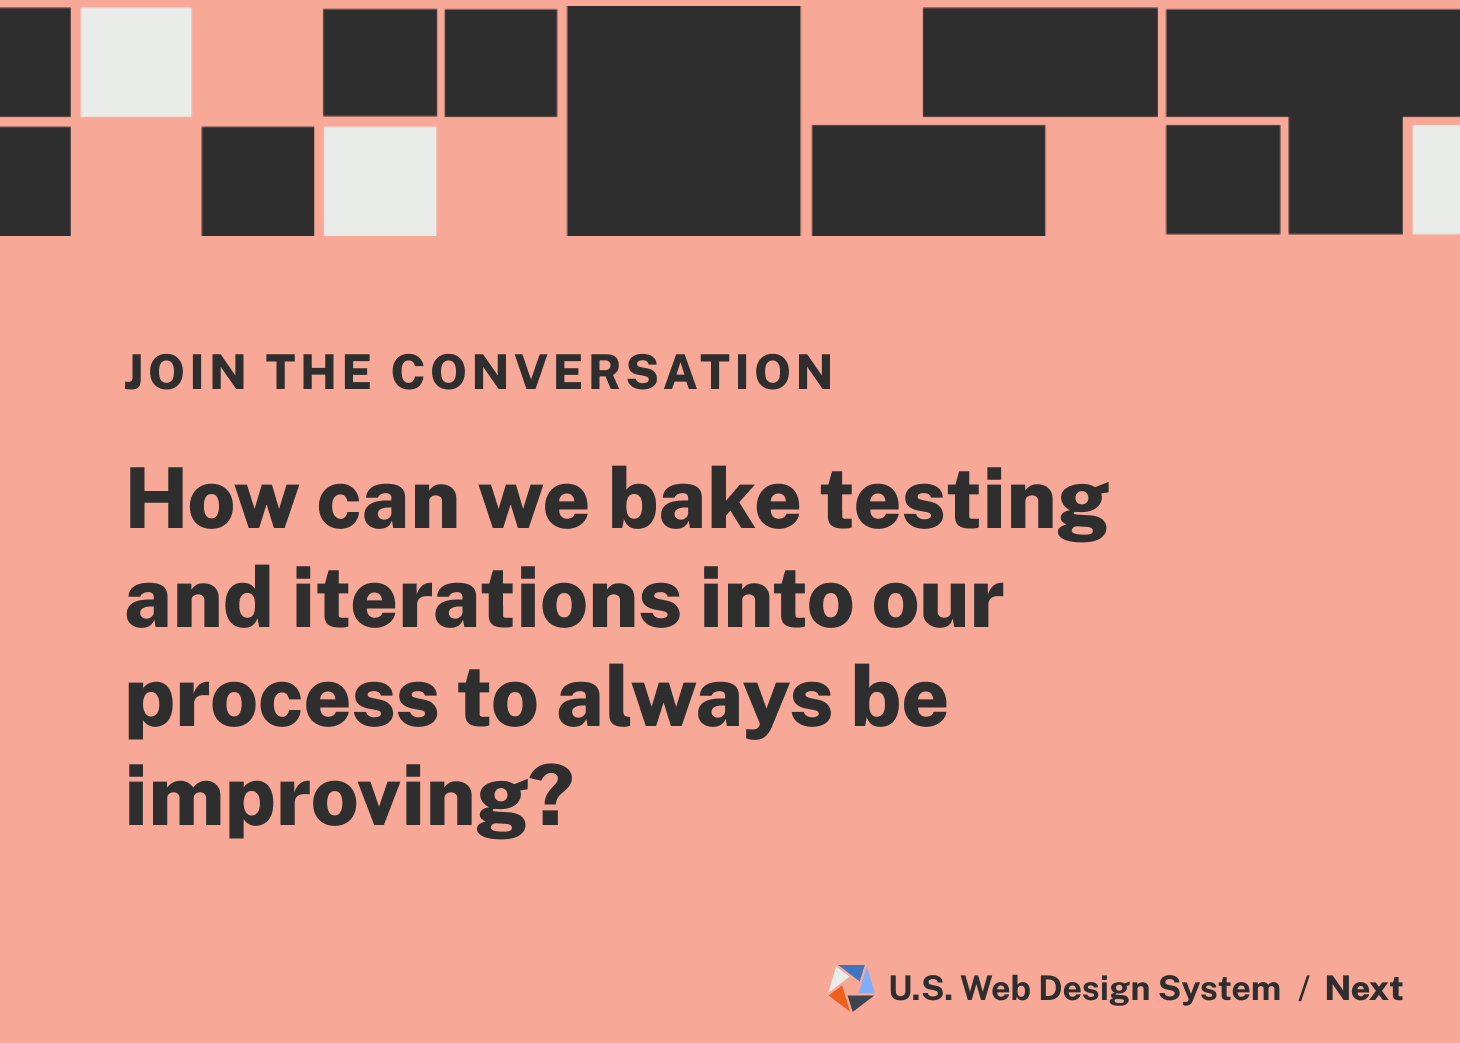 JOIN THE CONVERSATION
How can we bake testing
and iterations into our
process to always be
improving?
U.S. Web Design System / Next